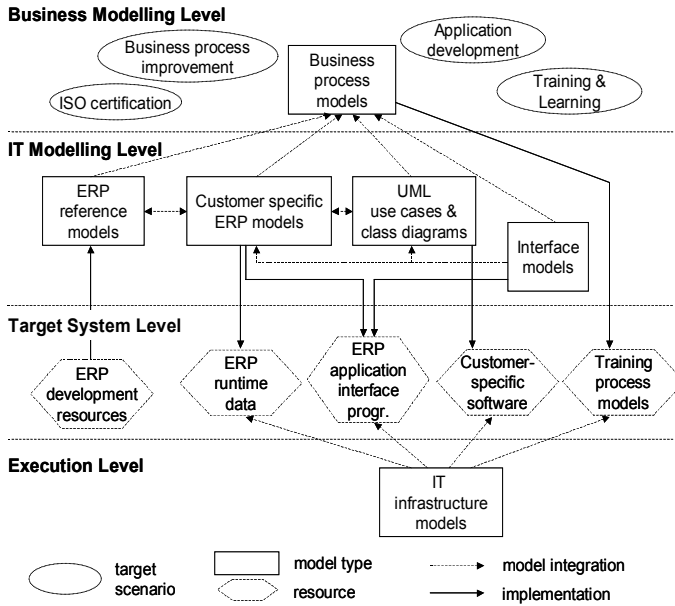 Business Modelling Level
Business process
improvement
Application
development
Business
process
models
ISO certification
Training &
Learning
IT Modelling Level
ERP
reference
models
Customer specific
ERP models
UML
use cases &
class diagrams
Interface
models
Target System Level
ERP
development
resources
ERP
runtime
data
ERP
application
interface
progr.
Customer-
specific
software
Training
process
models
Execution Level
IT
infrastructure
models
target
scenario
model type
resource
model integration
implementation